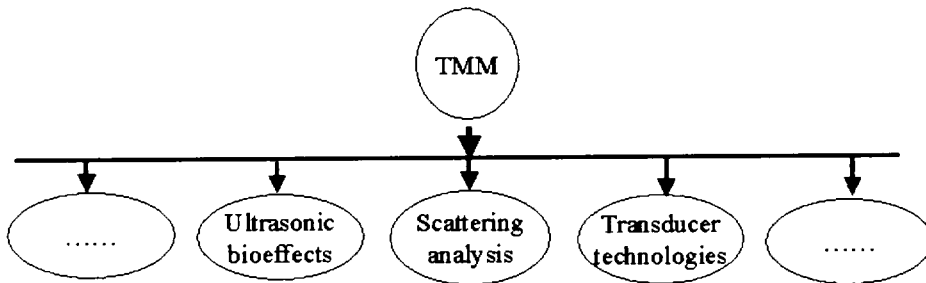 TMM
......
Ultrasonic
bioeffects
Scattering
analysis
Transducer
technologies
......